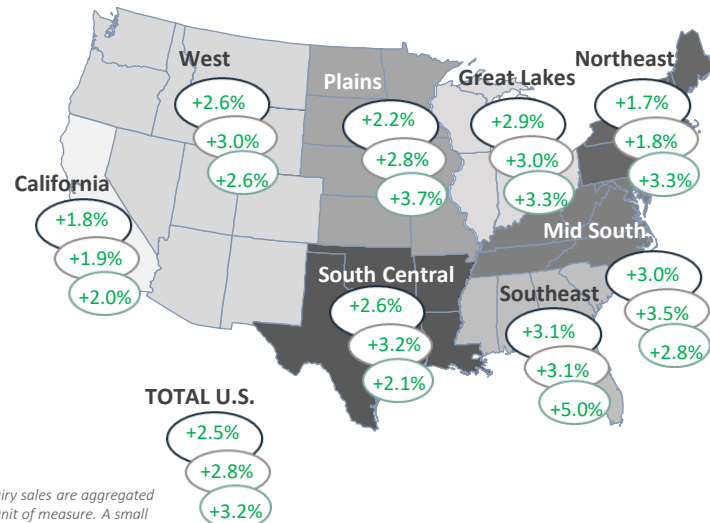 West
+2.6%
+3.0%
+2.6%
Plains
+2.2%
+2.8%
+3.7%
Great Lakes
+2.9%
+3.0%
+3.3%
Northeast
+1.7%
+1.8%
+3.3%
California
+1.8%
+1.9%
+2.0%
South Central
+2.6%
+3.2%
+2.1%
Mid South
+3.0%
+3.5%
+2.8%
Southeast
+3.1%
+3.1%
+5.0%
TOTAL U.S.
+2.5%
+2.8%
+3.2%
iry sales are aggregated
nit of measure. A small